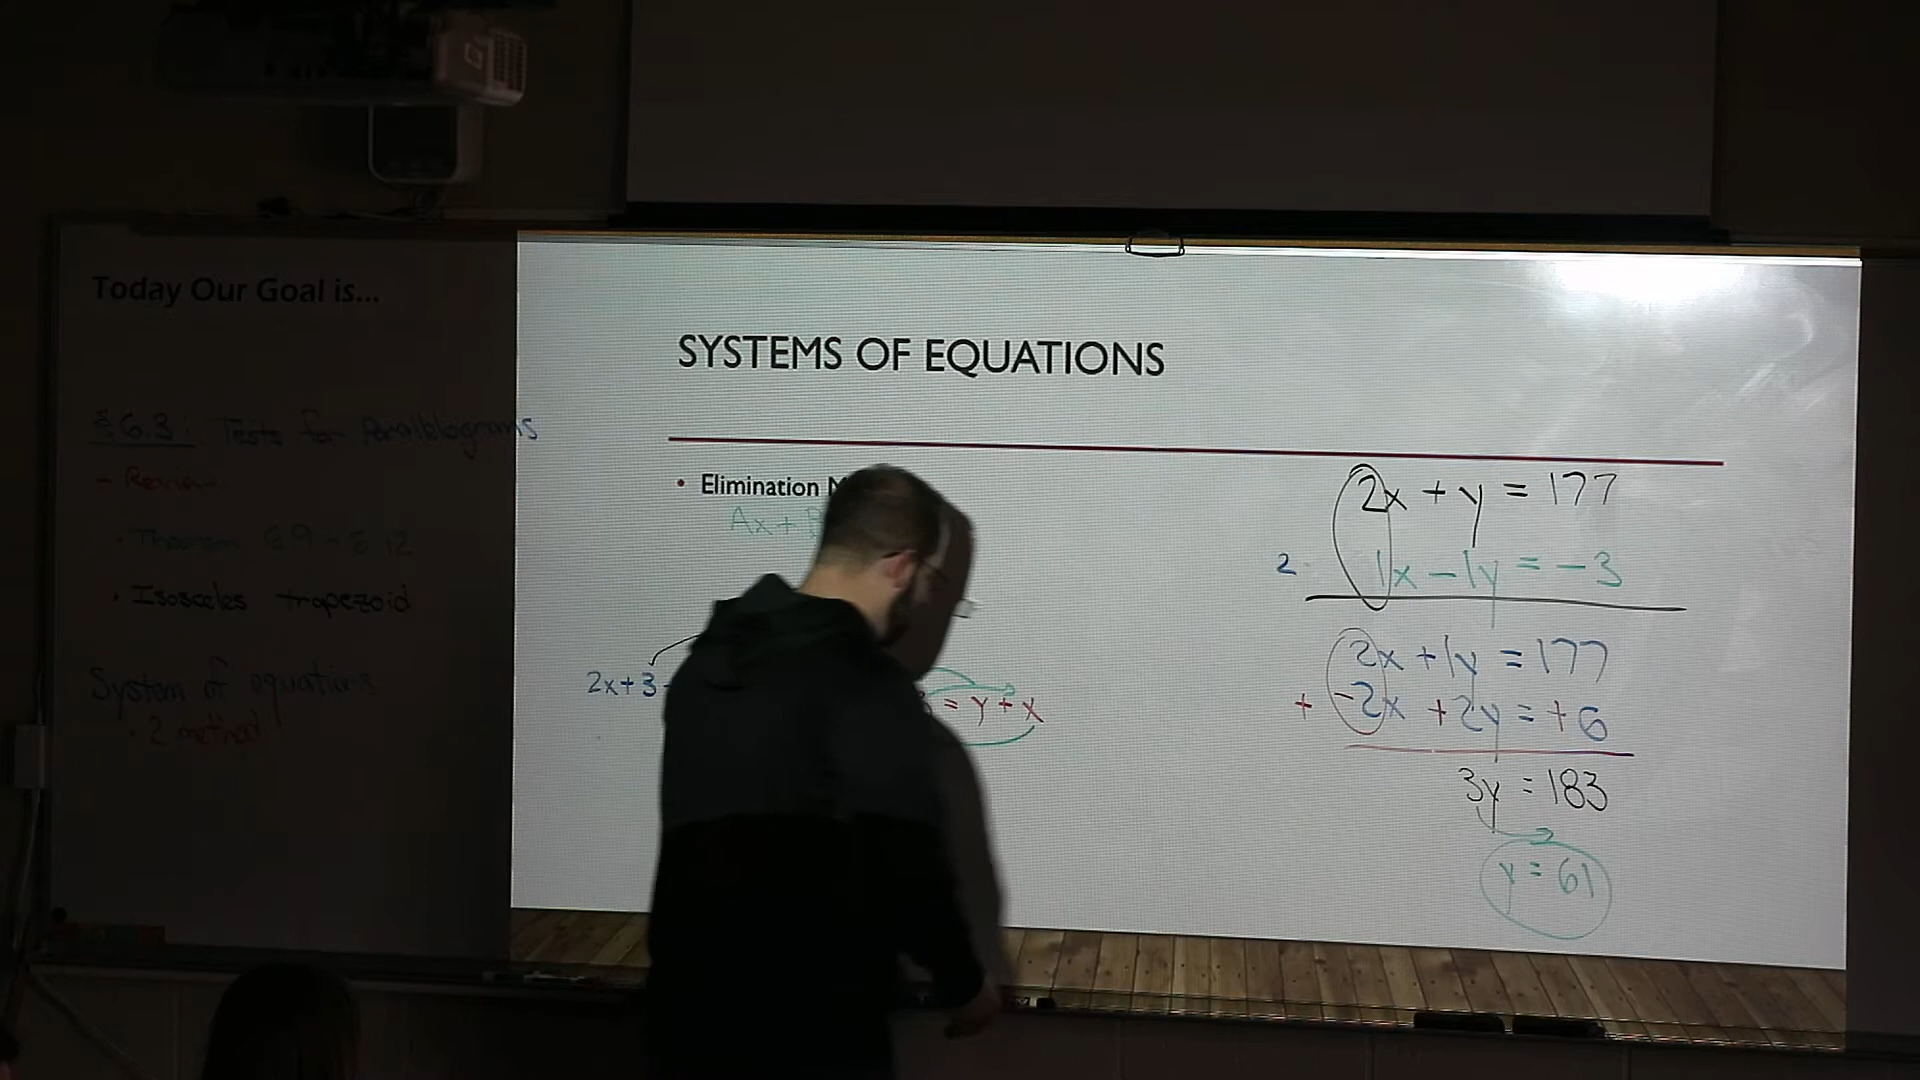 Today Our Goal is...
§ 6.3: Tests for Parallelograms
- Review
· Theorem 6.9 -
· Isosceles trapezoid
System of equations
· 2 method
SYSTEMS OF EQUATIONS
• Elimination
Ax +
2x+3
= y + x
2x + y = 177
2 1x - 1y = -3
2x + 1y = 177
+ -2x + 2y = +6
3y = 183
y = 61